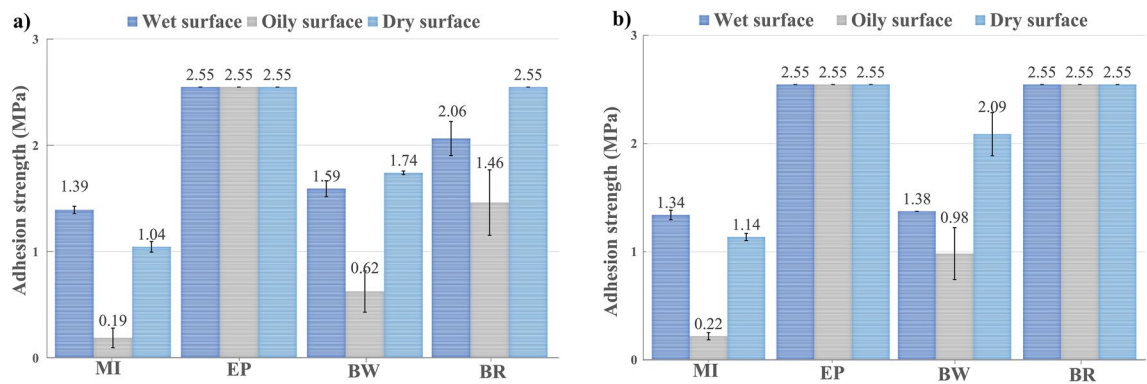 a)
Wet surface Oily surface Dry surface
Adhesion strength (MPa)
3
2
1
0
1.39
0.19
1.04
2.55 2.55 2.55
1.59
0.62
1.74
2.06
1.46
2.55
MI EP BW BR
b)
Wet surface Oily surface Dry surface
Adhesion strength (MPa)
3
2
1
0
1.34
0.22
1.14
2.55 2.55 2.55
1.38
0.98
2.09
2.55 2.55 2.55
MI EP BW BR